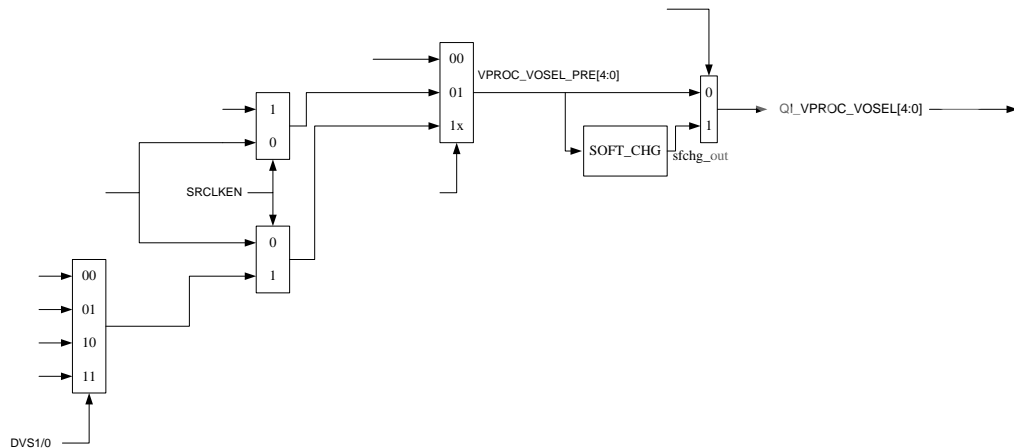 00
VPROC_VOSEL_PRE[4:0]
01
0
1
QI_VPROC_VOSEL[4:0]
1x
1
0
SOFT_CHG
sfchg_out
SRCLKEN
0
1
00
01
10
11
DVS1/0